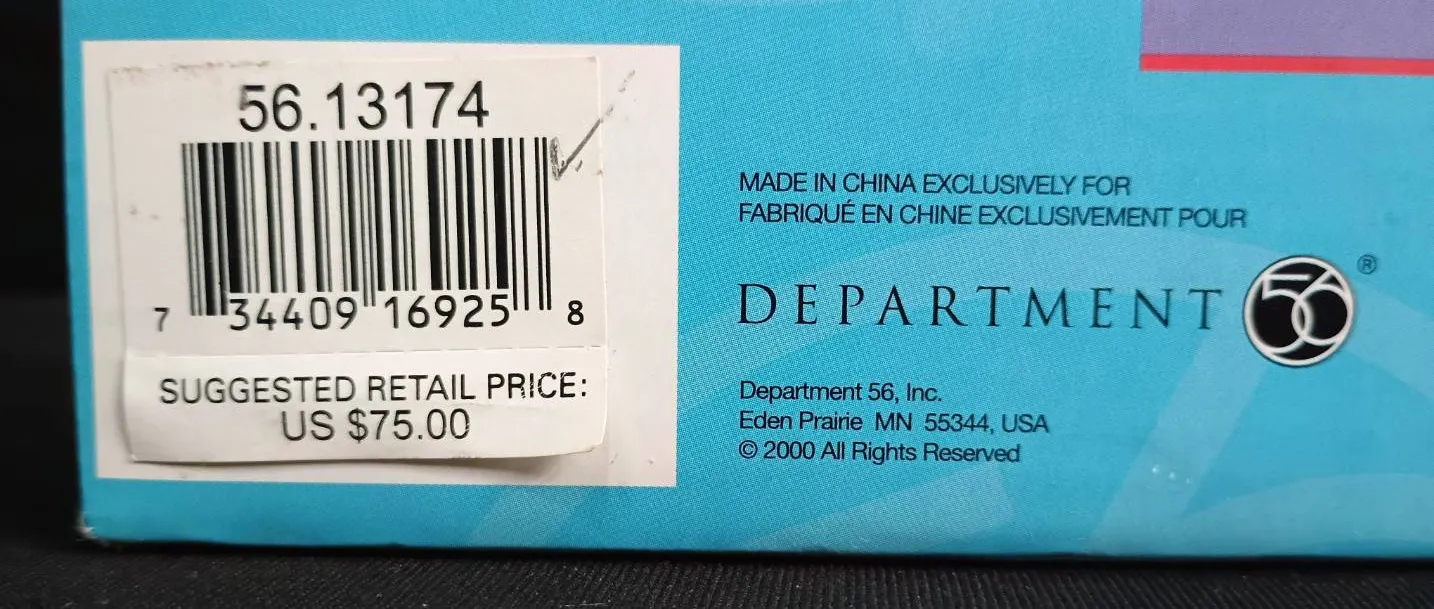 56.13174
7 34409 16925 8
SUGGESTED RETAIL PRICE:
US $75.00
MADE IN CHINA EXCLUSIVELY FOR
FABRIQUÉ EN CHINE EXCLUSIVEMENT POUR
DEPARTMENT 56 ®
Department 56, Inc.
Eden Prairie MN 55344, USA
© 2000 All Rights Reserved